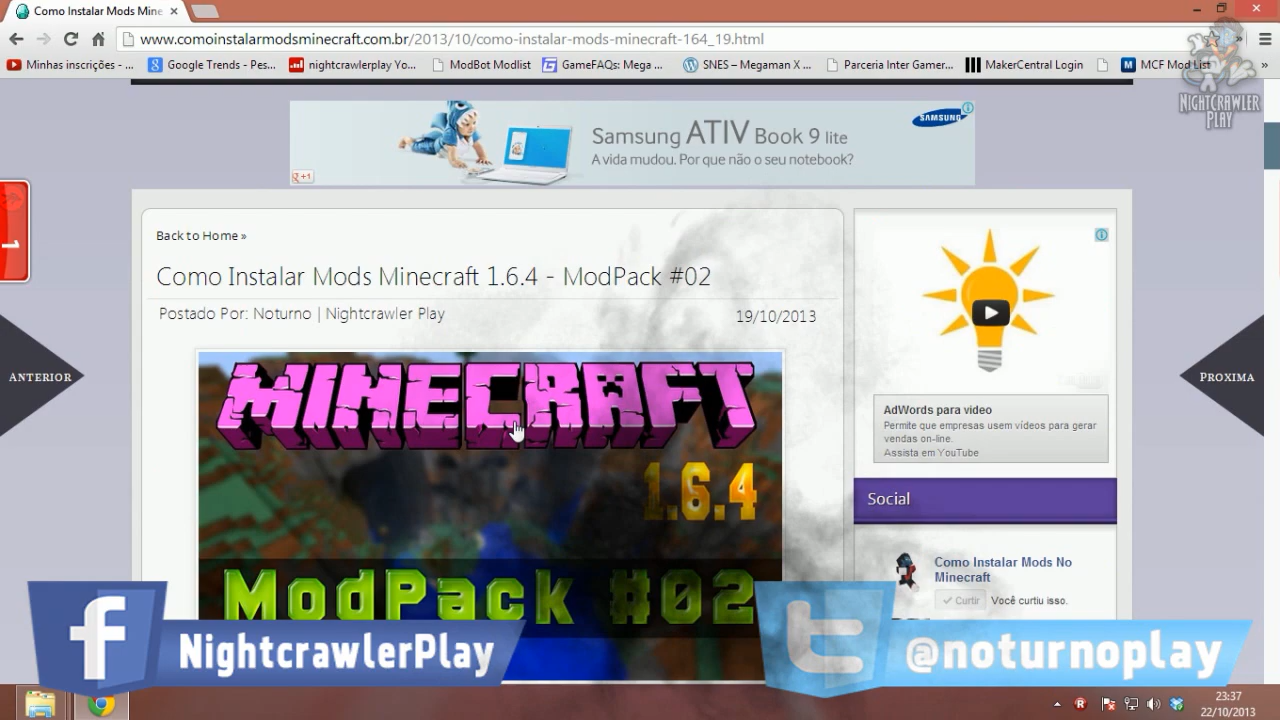 Como Instalar Mods Mine
www.comoinstalarmodsminecraft.com.br/2013/10/como-instalar-mods-minecraft-164_19.html
Minhas inscrições - ...
Google Trends - Pes...
nightcrawlerplay Yo...
ModBot Modlist
GameFAQs: Mega ...
SNES – Megaman X ...
Parceria Inter Gamer...
MakerCentral Login
MCF Mod List
»
NIGHTCRAWLER
PLAY
Samsung ATIV Book 9 lite
A vida mudou. Por que não o seu notebook?
SAMSUNG
+1
1
Back to Home »
Como Instalar Mods Minecraft 1.6.4 - ModPack #02
Postado Por: Noturno | Nightcrawler Play
19/10/2013
ANTERIOR
PROXIMA
MINECRAFT
1.6.4
ModPack #02
AdWords para video
Permite que empresas usem vídeos para gerar
vendas on-line.
Assista em YouTube
Social
Como Instalar Mods No
Minecraft
Curtir
Você curtiu isso.
NightcrawlerPlay
@noturnoplay
23:37
22/10/2013